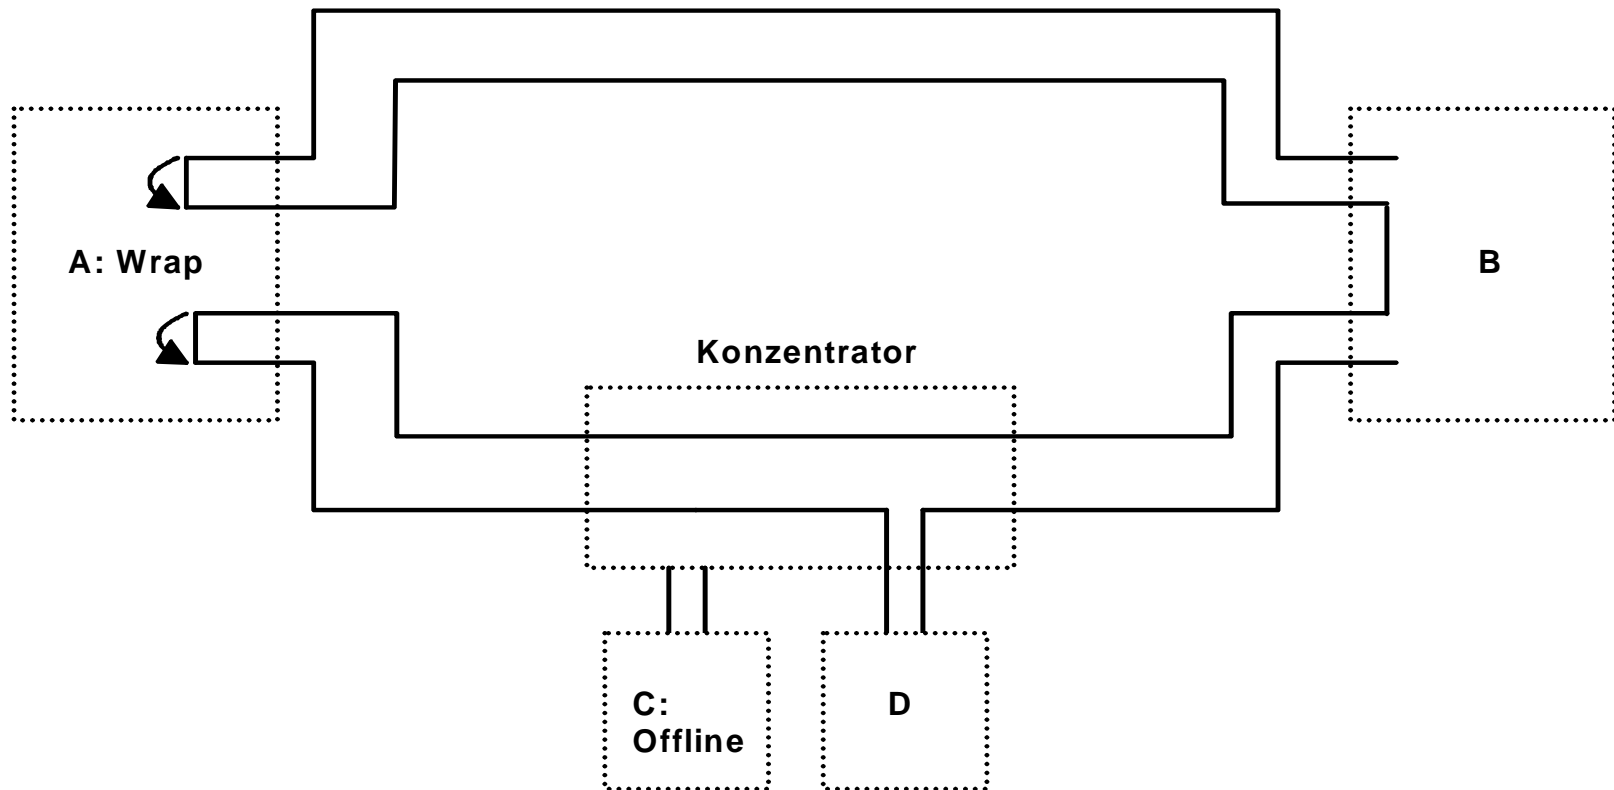 A: Wrap
B
Konzentrator
C:
Offline
D